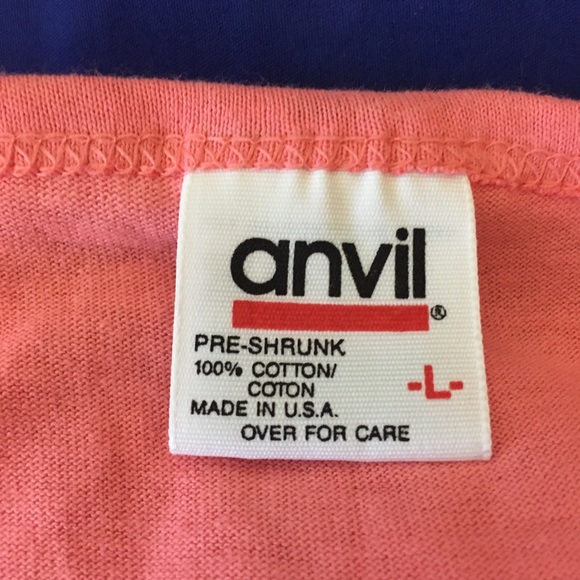 anvil®
PRE-SHRUNK
100% COTTON/
COTON
-L-
MADE IN U.S.A.
OVER FOR CARE